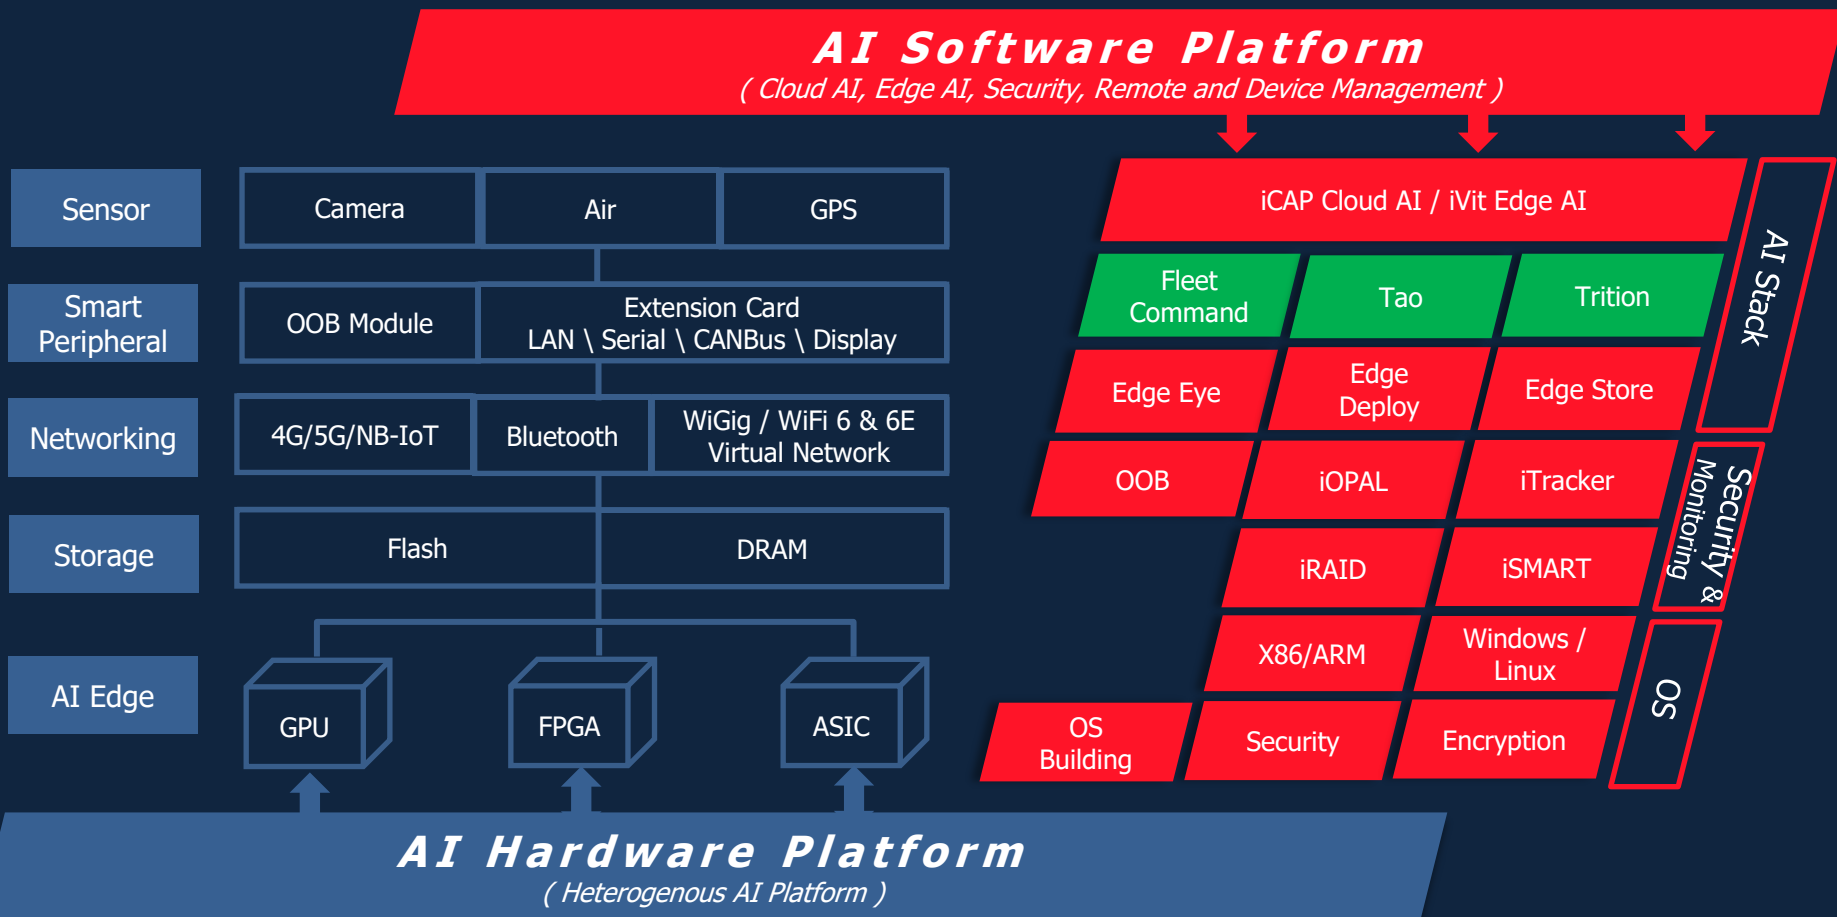 AI Software Platform
( Cloud AI, Edge AI, Security, Remote and Device Management )
Sensor
Camera
Air
GPS
Smart
Peripheral
OOB Module
Extension Card
LAN \ Serial \ CANBus \ Display
Networking
4G/5G/NB-IoT
Bluetooth
WiGig / WiFi 6 & 6E
Virtual Network
Storage
Flash
DRAM
AI Edge
GPU
FPGA
ASIC
iCAP Cloud AI / iVit Edge AI
Fleet
Command
Tao
Trition
Edge Eye
Edge
Deploy
Edge Store
AI Stack
OOB
iOPAL
iTracker
iRAID
iSMART
Security &
Monitoring
X86/ARM
Windows /
Linux
OS
Building
Security
Encryption
OS
AI Hardware Platform
( Heterogenous AI Platform )